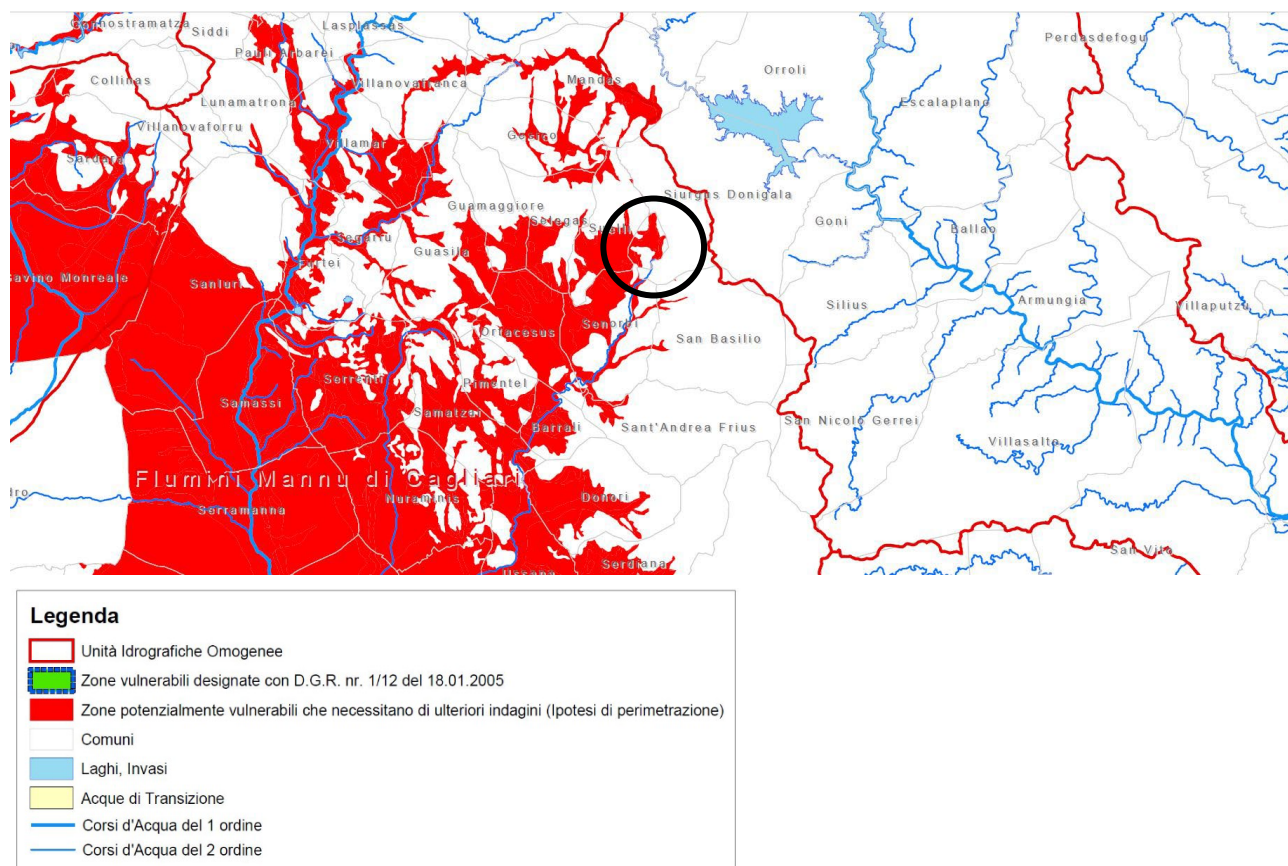 Gonnostramatza
Siddi
Lasplassas
Perdasdefogu
Pauli Arbarei
Orroli
Collinas
Villanovafranca
Mandas
Lunamatrona
Escalaplano
Villanovaforru
Gesico
Sardara
Villamar
Siurgus Donigala
Guamaggiore
Selegas
Suelli
Goni
Ballao
Segariu
Guasila
Furtei
Savino Monreale
Sanluri
Silius
Armungia
Villaputzu
Ortacesus
Senorbì
San Basilio
Serrenti
Pimentel
Samassi
Samatzai
Barrali
Sant'Andrea Frius
San Nicolò Gerrei
Villasalto
Flumini Mannu di Cagliari
dro
Nuraminis
Donori
Serramanna
San Vito
Serdiana
Ussana
Legenda
Unità Idrografiche Omogenee
Zone vulnerabili designate con D.G.R. nr. 1/12 del 18.01.2005
Zone potenzialmente vulnerabili che necessitano di ulteriori indagini (Ipotesi di perimetrazione)
Comuni
Laghi, Invasi
Acque di Transizione
Corsi d'Acqua del 1 ordine
Corsi d'Acqua del 2 ordine